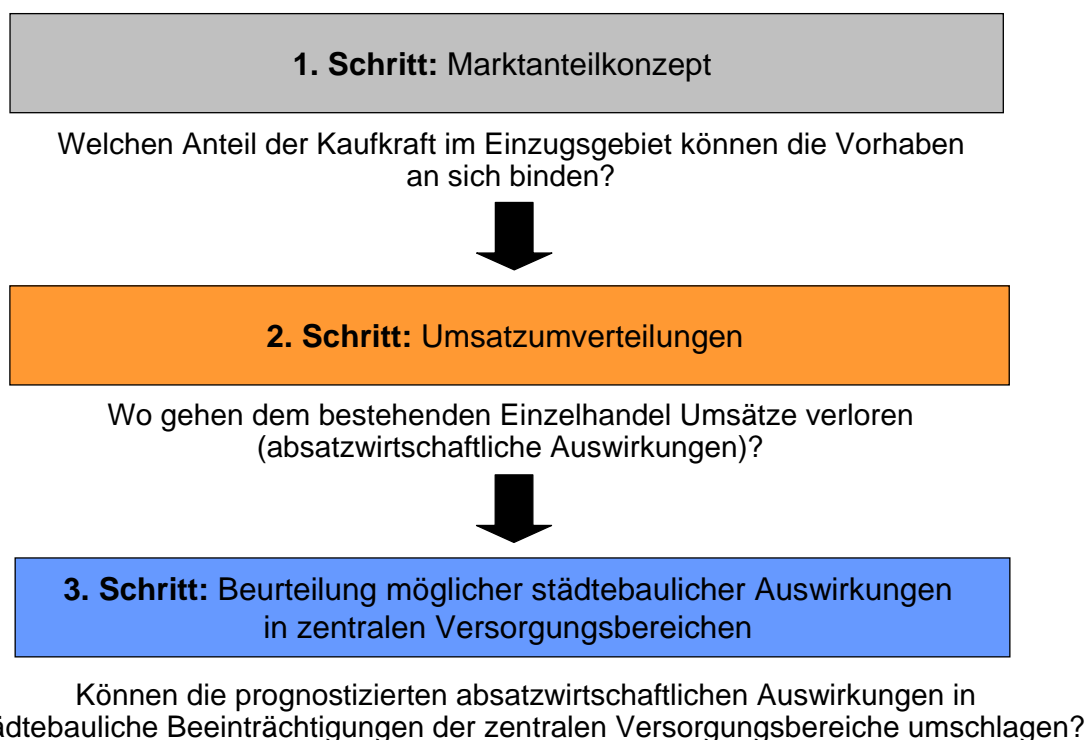 1. Schritt: Marktanteilkonzept
Welchen Anteil der Kaufkraft im Einzugsgebiet können die Vorhaben
an sich binden?
2. Schritt: Umsatzumverteilungen
Wo gehen dem bestehenden Einzelhandel Umsätze verloren
(absatzwirtschaftliche Auswirkungen)?
3. Schritt: Beurteilung möglicher städtebaulicher Auswirkungen
in zentralen Versorgungsbereichen
Können die prognostizierten absatzwirtschaftlichen Auswirkungen in
ädtebauliche Beeinträchtigungen der zentralen Versorgungsbereiche umschlagen?